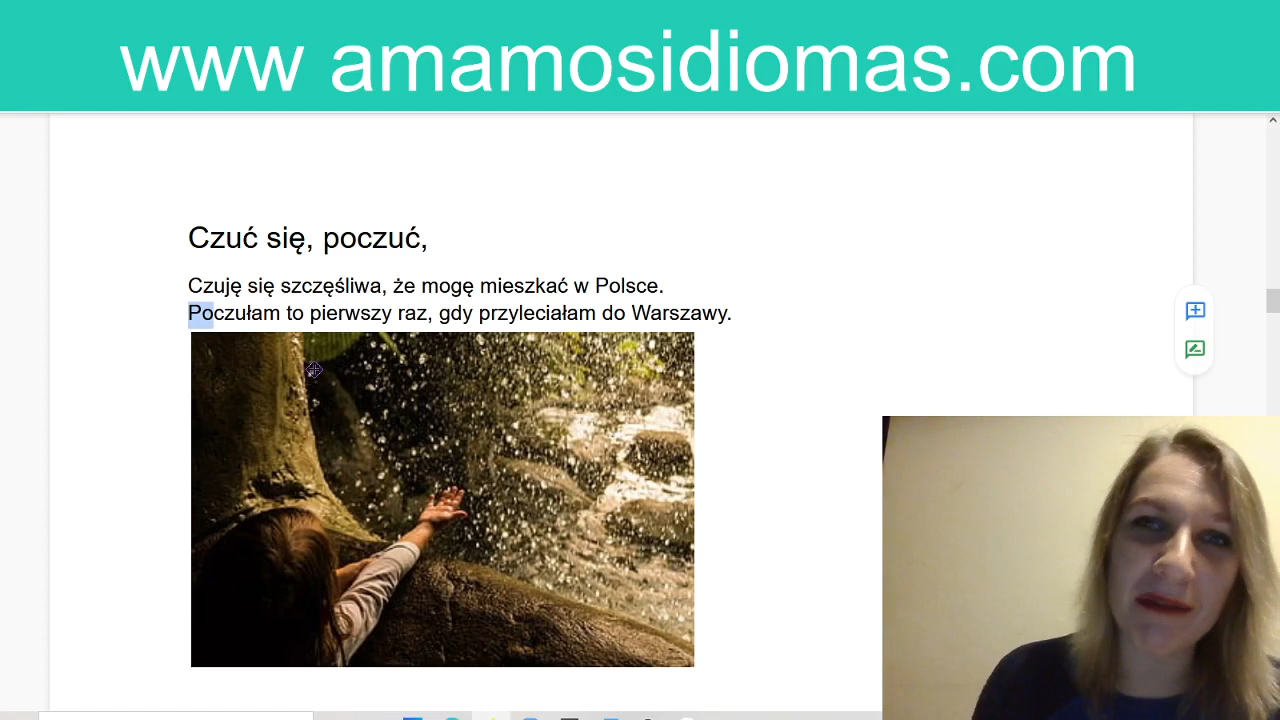 www amamosidiomas.com
Czuć się, poczuć,
Czuję się szczęśliwa, że mogę mieszkać w Polsce.
Poczułam to pierwszy raz, gdy przyleciałam do Warszawy.